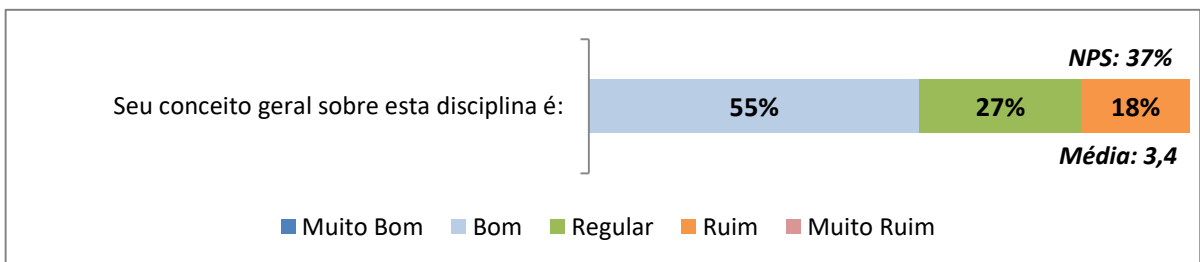 NPS: 37%
Seu conceito geral sobre esta disciplina é:
55%
27%
18%
Média: 3,4
Muito Bom
Bom
Regular
Ruim
Muito Ruim